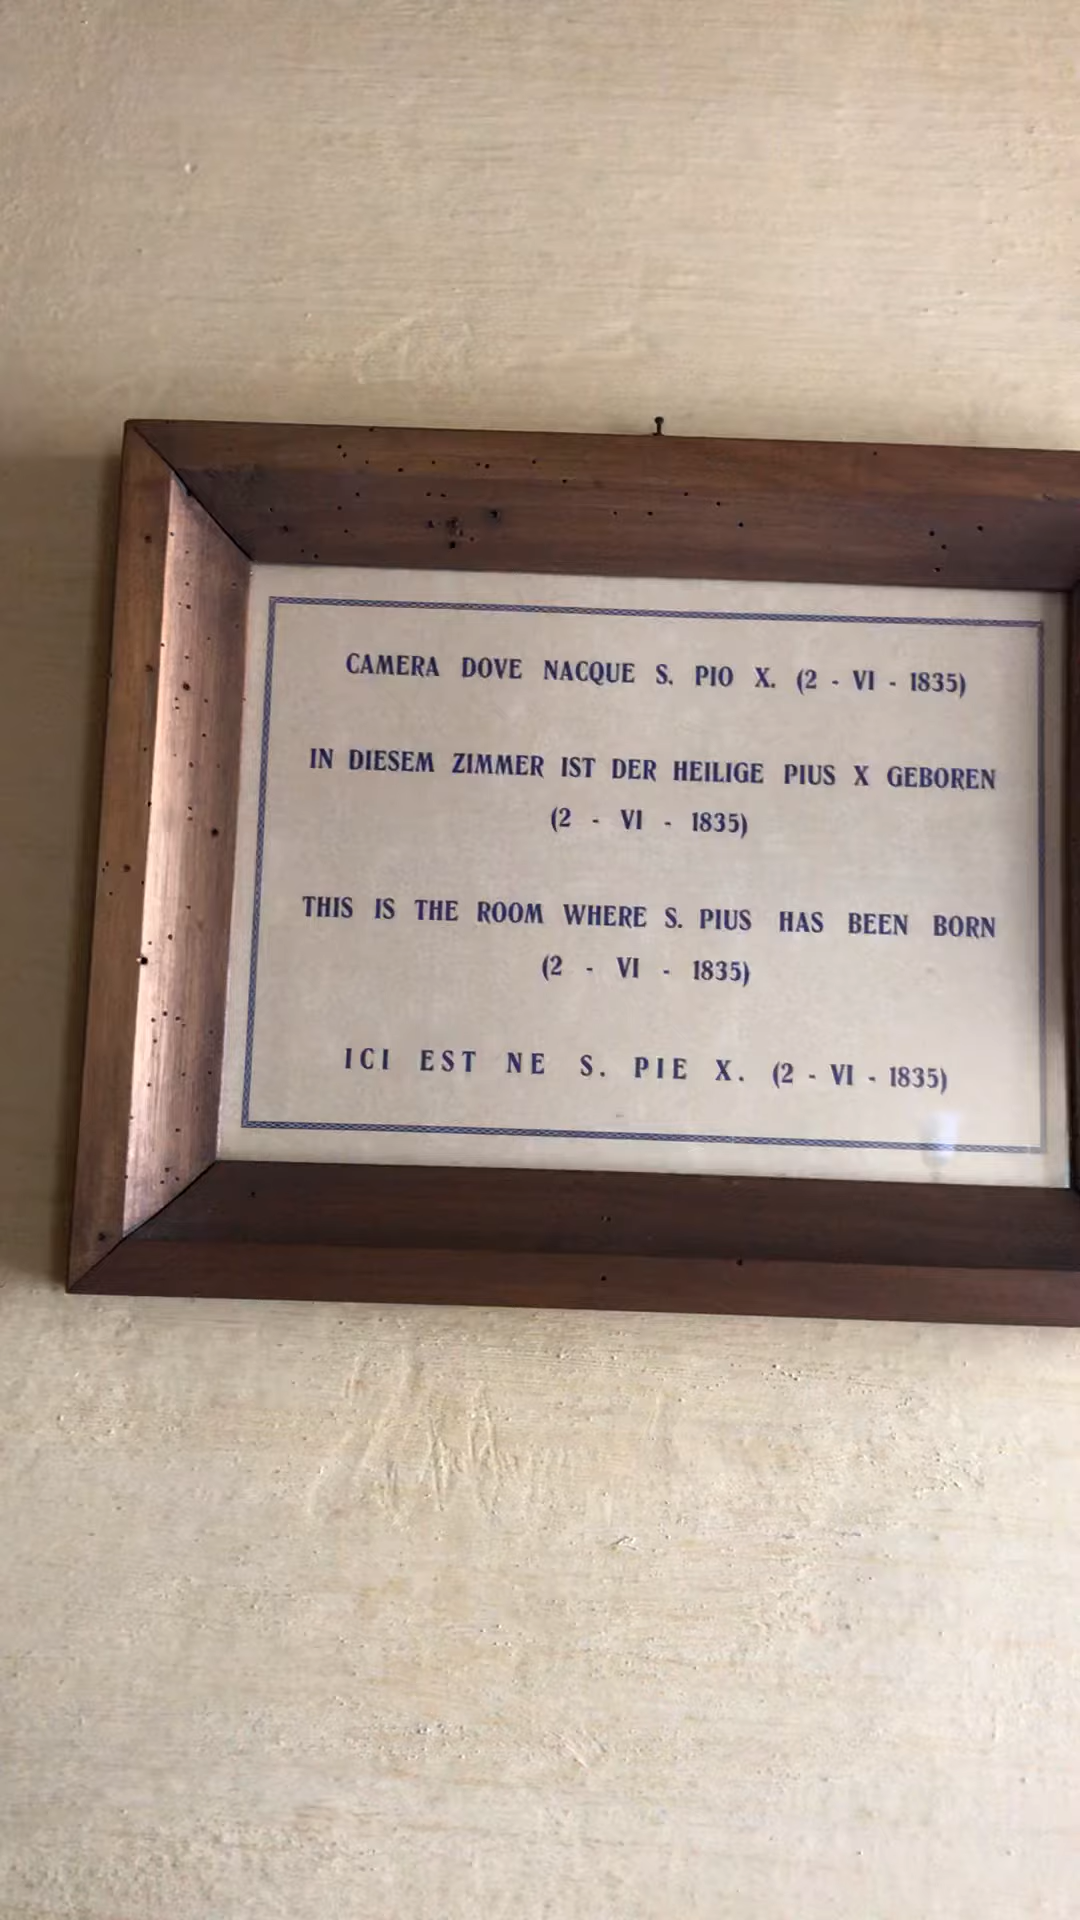 CAMERA DOVE NACQUE S. PIO X. (2 - VI - 1835)
IN DIESEM ZIMMER IST DER HEILIGE PIUS X GEBOREN
(2 - VI - 1835)
THIS IS THE ROOM WHERE S. PIUS HAS BEEN BORN
(2 - VI - 1835)
ICI EST NE S. PIE X. (2 - VI - 1835)